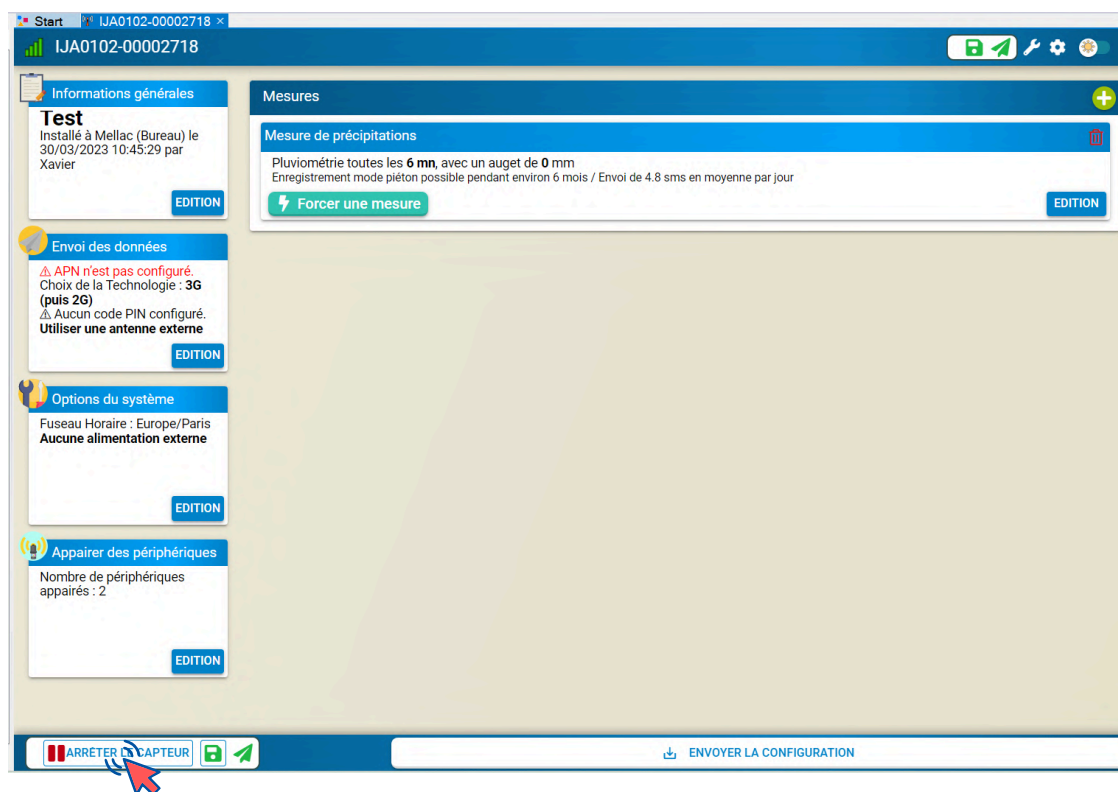 Start
IJA0102-00002718 ×
IJA0102-00002718
Informations générales
Test
Installé à Mellac (Bureau) le
30/03/2023 10:45:29 par
Xavier
EDITION
Envoi des données
⚠ APN n'est pas configuré.
Choix de la Technologie : 3G
(puis 2G)
⚠ Aucun code PIN configuré.
Utiliser une antenne externe
EDITION
Options du système
Fuseau Horaire : Europe/Paris
Aucune alimentation externe
EDITION
Appairer des périphériques
Nombre de périphériques
appairés : 2
EDITION
Mesures
Mesure de précipitations
Pluviométrie toutes les 6 mn, avec un auget de 0 mm
Enregistrement mode piéton possible pendant environ 6 mois / Envoi de 4.8 sms en moyenne par jour
Forcer une mesure
EDITION
ARRÊTER LE CAPTEUR
ENVOYER LA CONFIGURATION